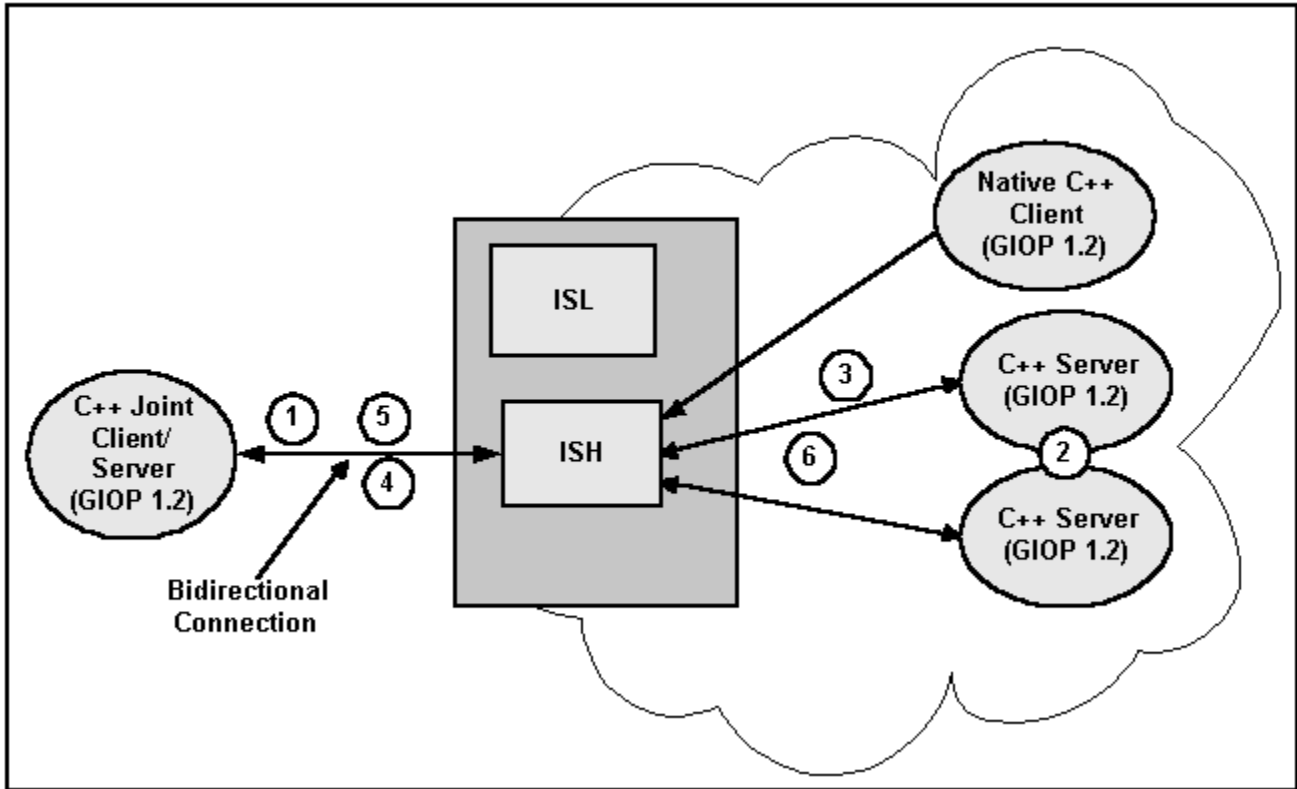 Native C++
Client
(GIOP 1.2)
ISL
C++ Server
(GIOP 1.2)
3
C++ Joint
Client/
Server
(GIOP 1.2)
1
5
4
ISH
6
2
C++ Server
(GIOP 1.2)
Bidirectional
Connection